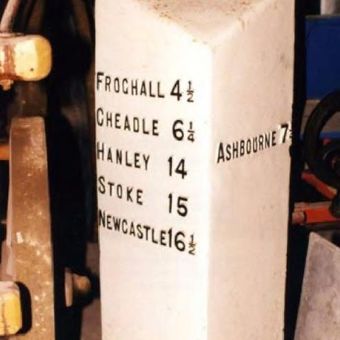 FROGHALL 4½
CHEADLE 6¼
HANLEY 14
STOKE 15
NEWCASTLE 16½
ASHBOURNE 7